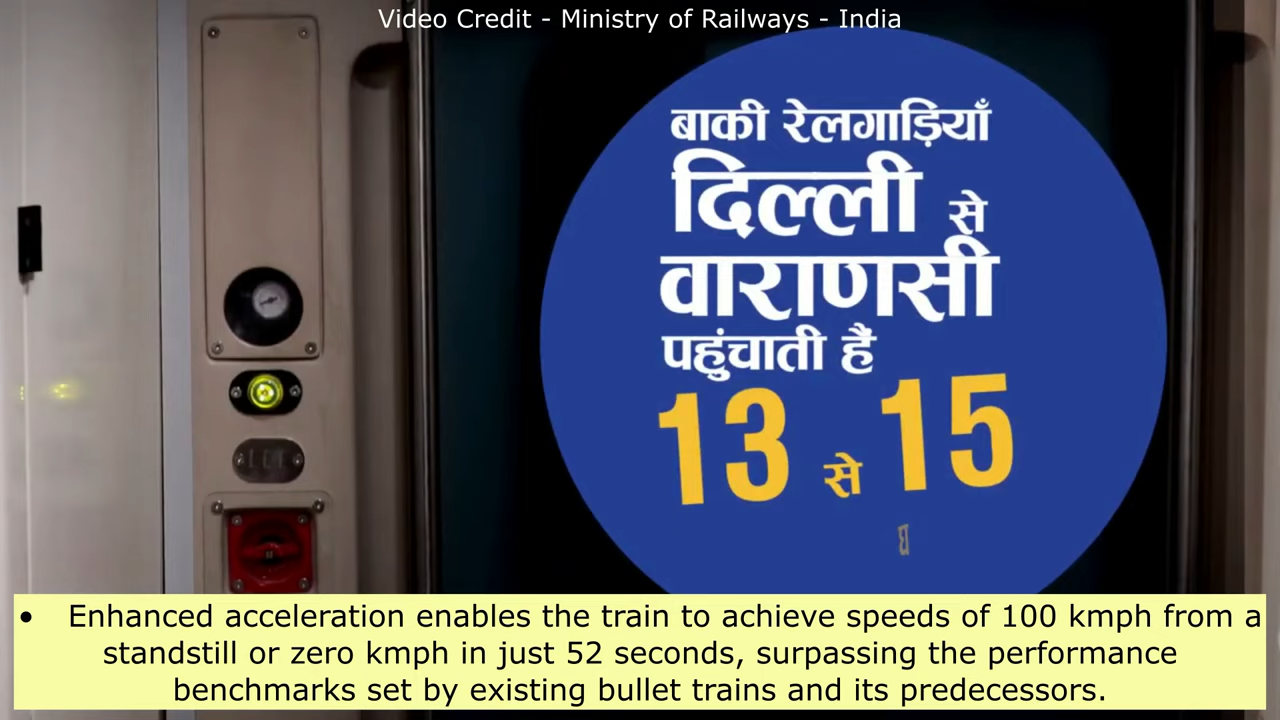 Video Credit - Ministry of Railways - India
बाकी रेलगाड़ियाँ
दिल्ली से
वाराणसी
पहुंचाती हैं
13 से 15
• Enhanced acceleration enables the train to achieve speeds of 100 kmph from a
standstill or zero kmph in just 52 seconds, surpassing the performance
benchmarks set by existing bullet trains and its predecessors.